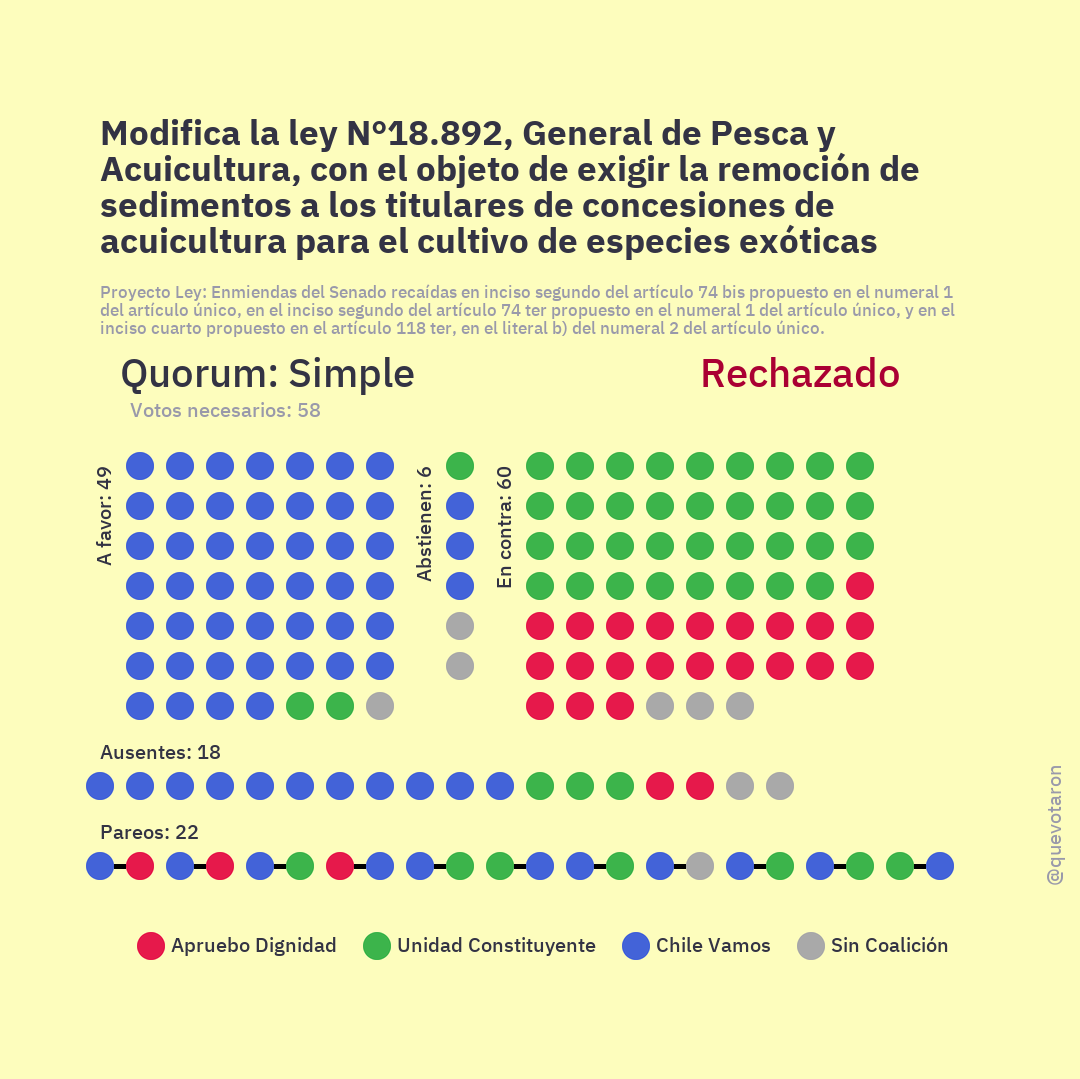 Modifica la ley N°18.892, General de Pesca y
Acuicultura, con el objeto de exigir la remoción de
sedimentos a los titulares de concesiones de
acuicultura para el cultivo de especies exóticas
Proyecto Ley: Enmiendas del Senado recaídas en inciso segundo del artículo 74 bis propuesto en el numeral 1
del artículo único, en el inciso segundo del artículo 74 ter propuesto en el numeral 1 del artículo único, y en el
inciso cuarto propuesto en el artículo 118 ter, en el literal b) del numeral 2 del artículo único.
Quorum: Simple
Rechazado
Votos necesarios: 58
A favor: 49
Abstienen: 6
En contra: 60
Ausentes: 18
Pareos: 22
Apruebo Dignidad
Unidad Constituyente
Chile Vamos
Sin Coalición
@quevotaron